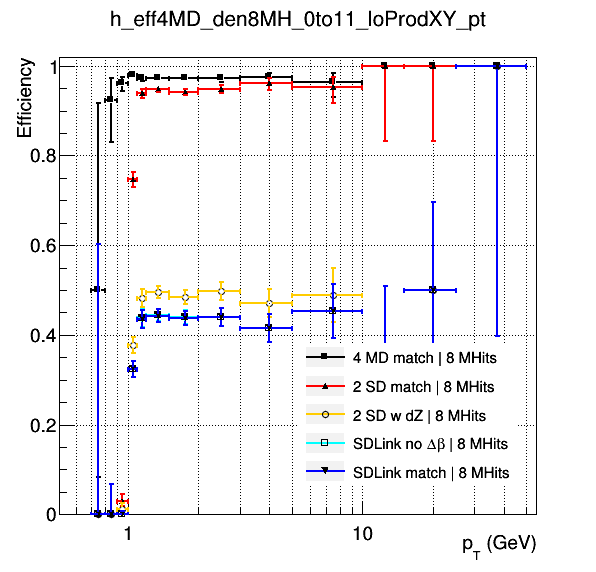 h_eff4MD_den8MH_0to11_loProdXY_pt
Efficiency
1
0.8
0.6
0.4
0.2
0
4 MD match | 8 MHits
2 SD match | 8 MHits
2 SD w dZ | 8 MHits
SDLink no Δβ | 8 MHits
SDLink match | 8 MHits
1
10
p_T (GeV)